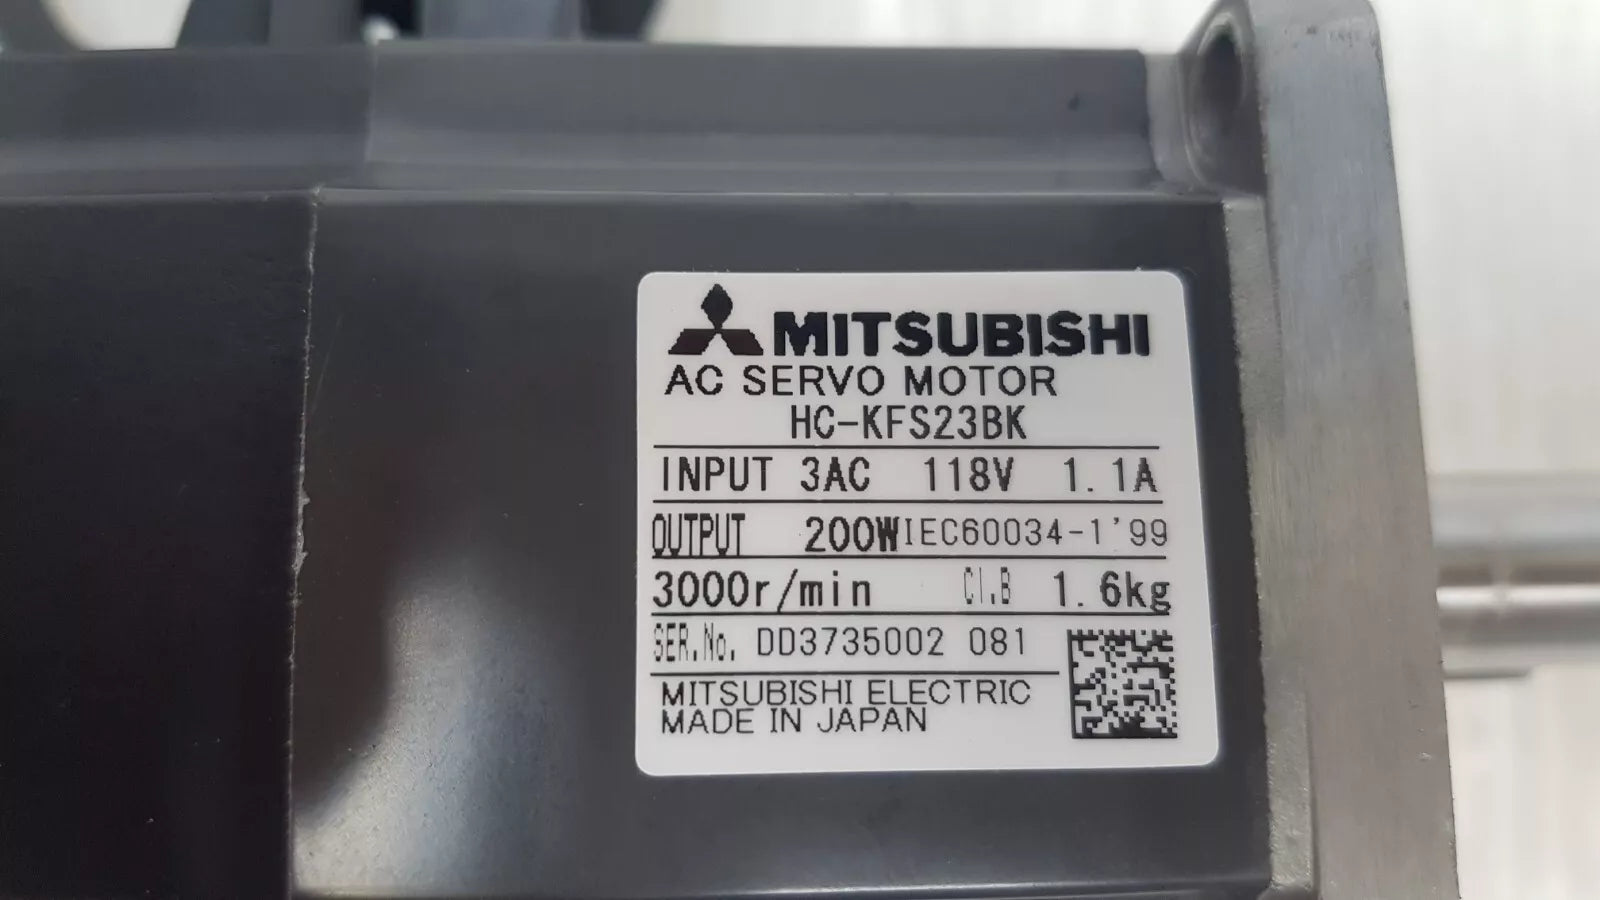 MITSUBISHI
AC SERVO MOTOR
HC-KFS23BK
INPUT 3AC 118V 1.1A
OUTPUT 200W IEC60034-1'99
3000r/min CI.B 1.6kg
SER.No. DD3735002 081
MITSUBISHI ELECTRIC
MADE IN JAPAN